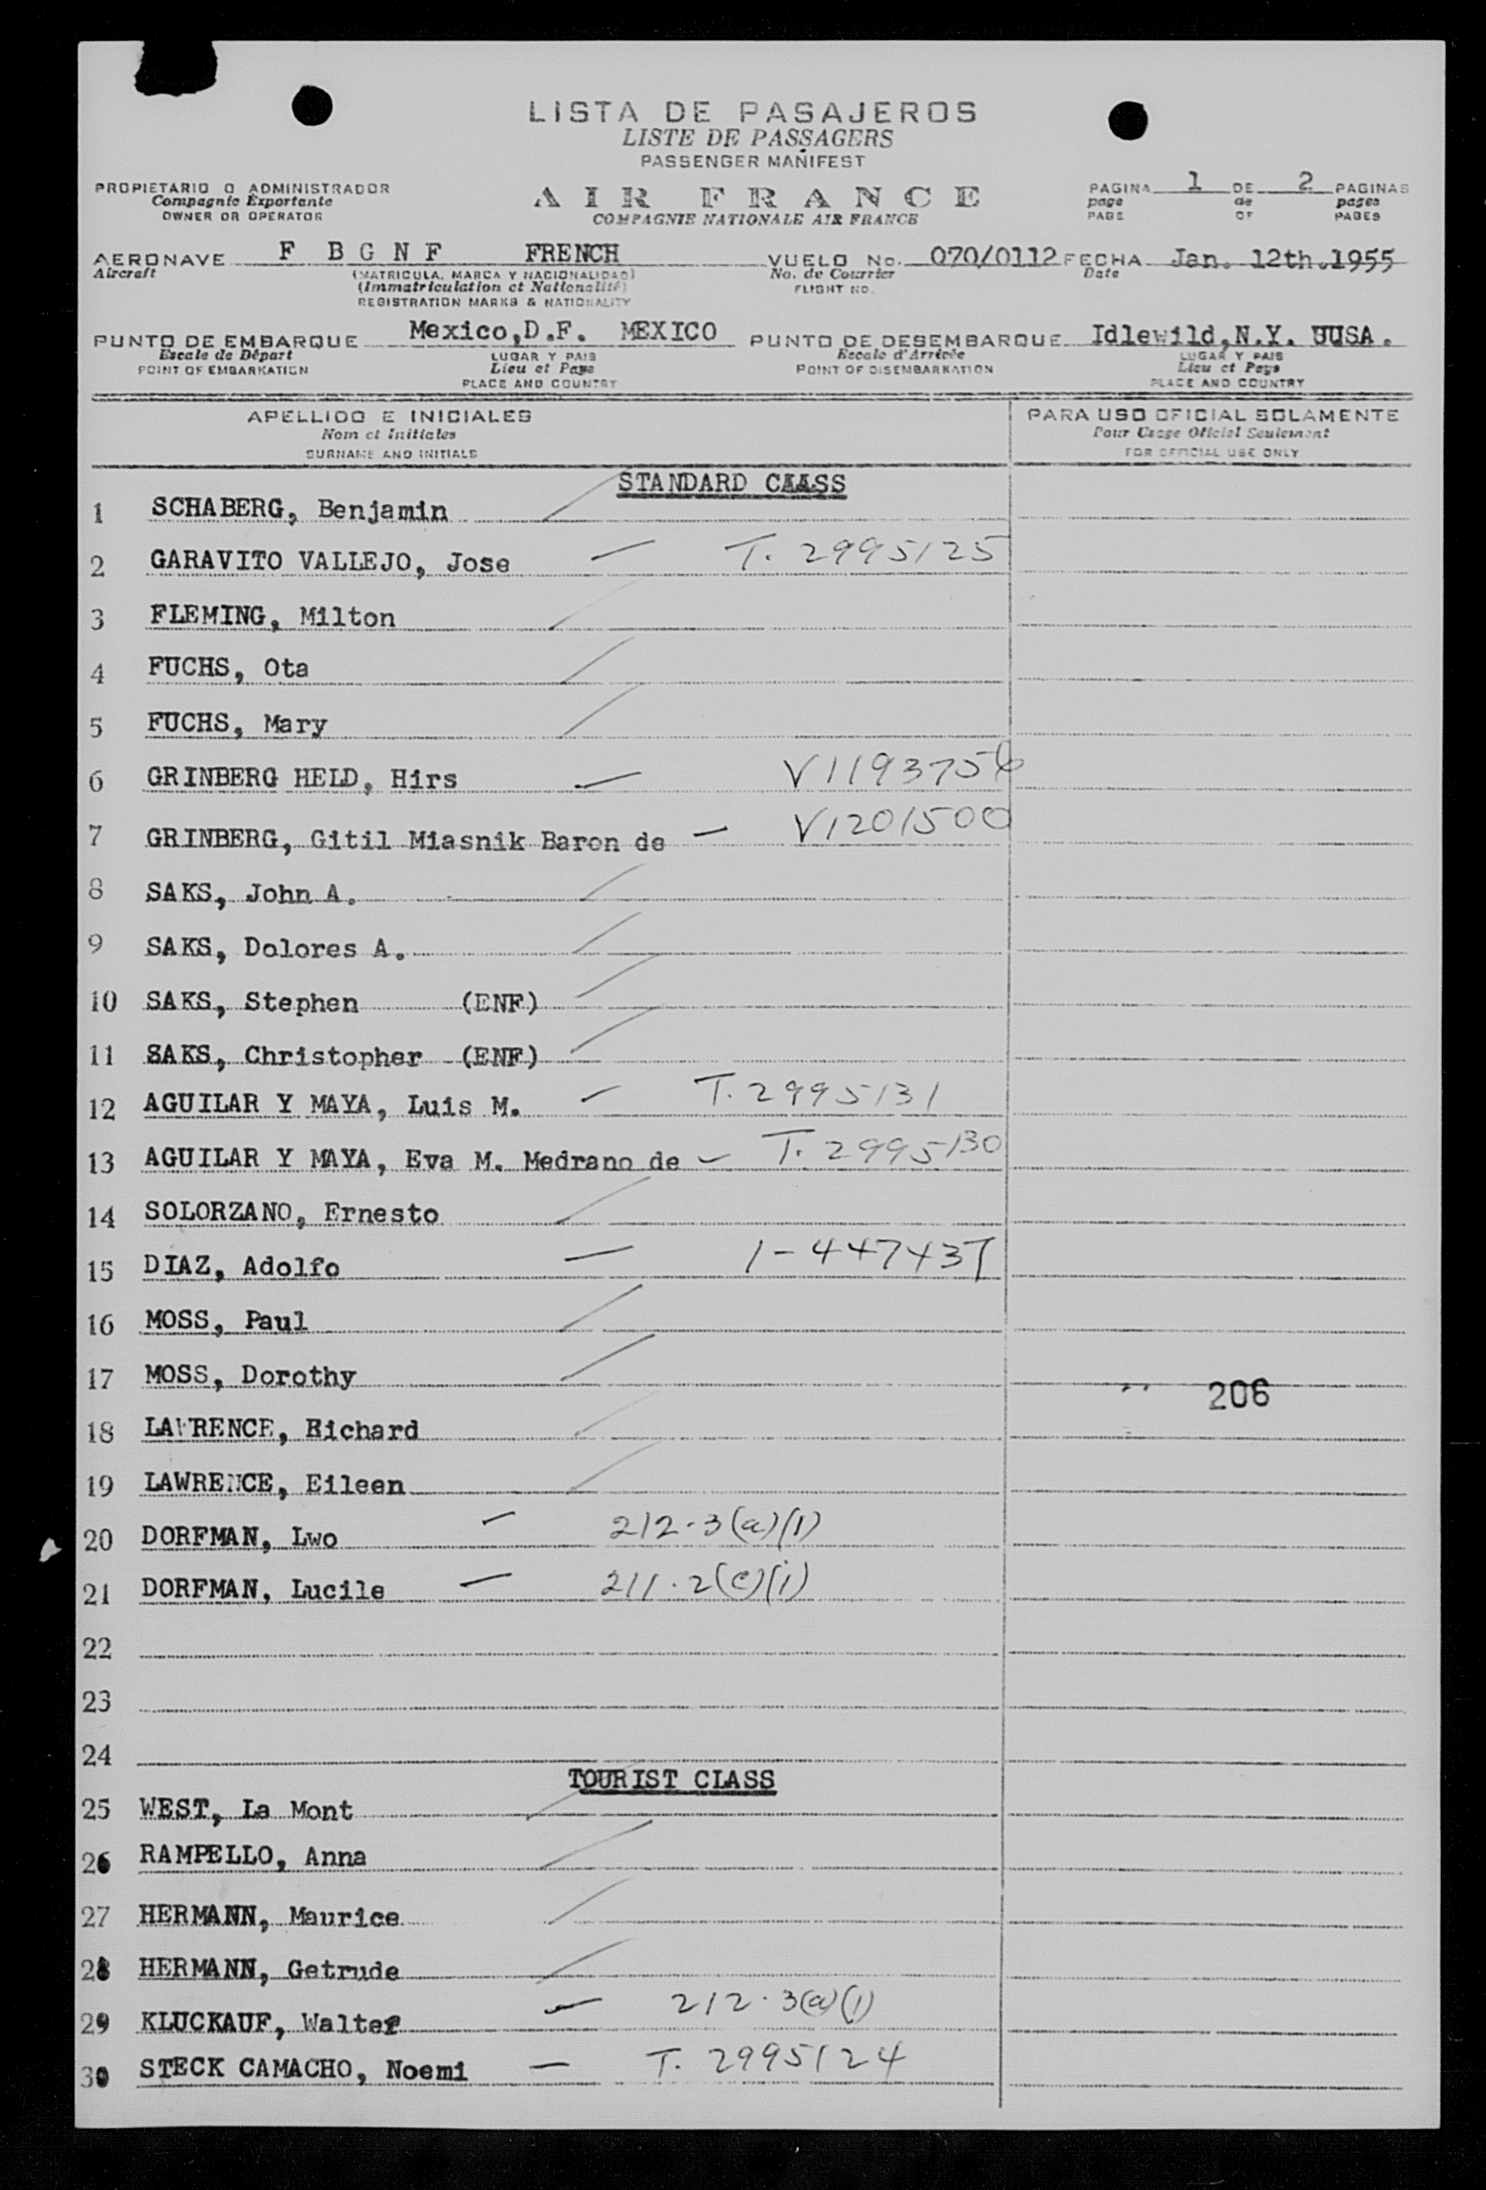 LISTA DE PASAJEROS
LISTE DE PASSAGERS
PASSENGER MANIFEST
PROPIETARIO O ADMINISTRADOR
Compagnie Exportante
OWNER OR OPERATOR
AIR FRANCE
COMPAGNIE NATIONALE AIR FRANCE
PAGINA 1 DE 2 PAGINAS
page de pages
PAGE OF PAGES
AERONAVE F B G N F FRENCH VUELO No. 070/0112 FECHA Jan. 12th.1955
Aircraft (MATRICULA, MARCA Y NACIONALIDAD) No. de Courrier Date
(Immatriculation et Nationalité) FLIGHT NO.
REGISTRATION MARKS & NATIONALITY
PUNTO DE EMBARQUE Mexico,D.F. MEXICO PUNTO DE DESEMBARQUE Idlewild,N.Y. UUSA.
Escale de Départ LUGAR Y PAIS Escale d'Arrivée LUGAR Y PAIS
POINT OF EMBARKATION Lieu et Pays POINT OF DISEMBARKATION Lieu et Pays
PLACE AND COUNTRY PLACE AND COUNTRY
APELLIDO E INICIALES PARA USO OFICIAL SOLAMENTE
Nom et Initiales Pour Usage Oficiel Seulement
SURNAME AND INITIALS FOR OFFICIAL USE ONLY
STANDARD CLASS
1 SCHABERG, Benjamin
2 GARAVITO VALLEJO, Jose — T. 2995125
3 FLEMING, Milton
4 FUCHS, Ota
5 FUCHS, Mary
6 GRINBERG HELD, Hirs — V1193756
7 GRINBERG, Gitil Miasnik Baron de — V1201500
8 SAKS, John A.
9 SAKS, Dolores A.
10 SAKS, Stephen (ENF)
11 SAKS, Christopher (ENF)
12 AGUILAR Y MAYA, Luis M. — T. 2995131
13 AGUILAR Y MAYA, Eva M. Medrano de — T. 2995130
14 SOLORZANO, Ernesto
15 DIAZ, Adolfo — 1-447437
16 MOSS, Paul
17 MOSS, Dorothy
206
18 LAWRENCE, Richard
19 LAWRENCE, Eileen
20 DORFMAN, Lwo — 212.3(a)(1)
21 DORFMAN, Lucile — 211.2(c)(1)
22
23
24
TOURIST CLASS
25 WEST, La Mont
26 RAMPELLO, Anna
27 HERMANN, Maurice
28 HERMANN, Getrude
29 KLUCKAUF, Walter — 212.3(a)(1)
30 STECK CAMACHO, Noemi — T. 2995124